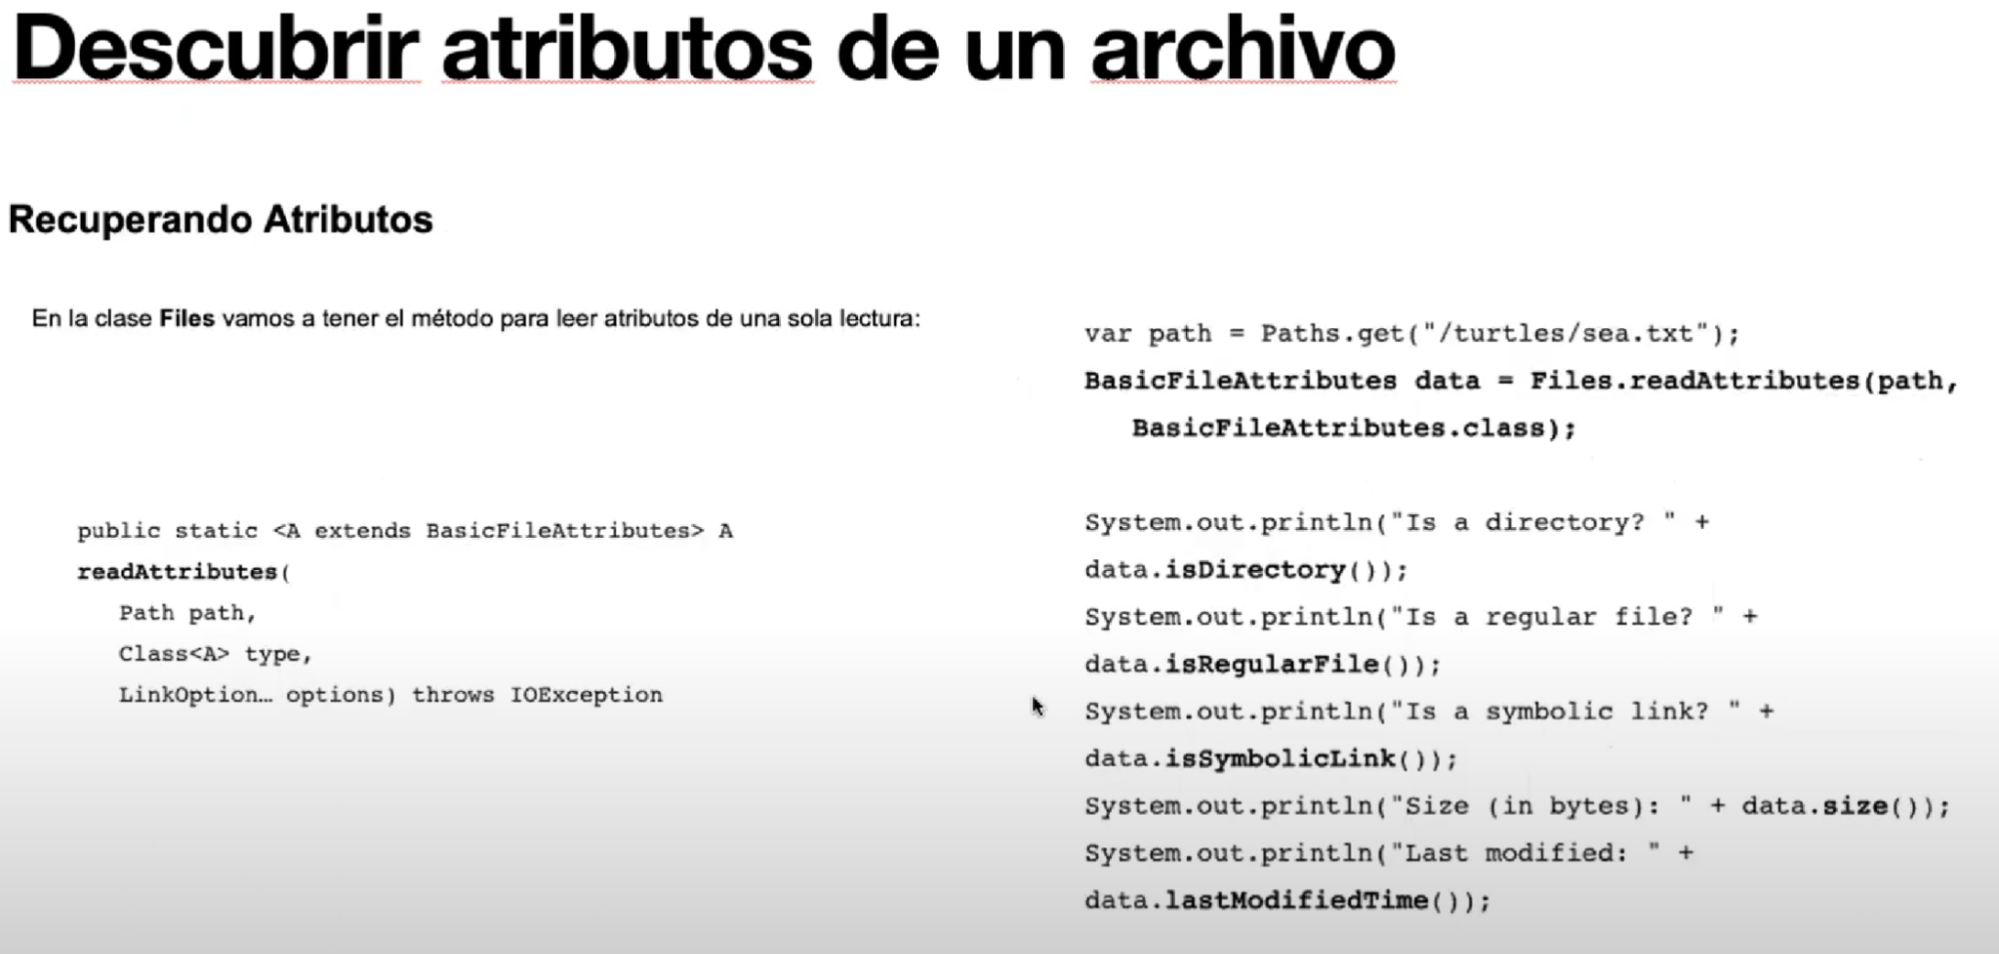 Descubrir atributos de un archivo
Recuperando Atributos
En la clase Files vamos a tener el método para leer atributos de una sola lectura:
public static <A extends BasicFileAttributes> A
readAttributes(
Path path,
Class<A> type,
LinkOption… options) throws IOException
var path = Paths.get("/turtles/sea.txt");
BasicFileAttributes data = Files.readAttributes(path,
BasicFileAttributes.class);
System.out.println("Is a directory? " +
data.isDirectory());
System.out.println("Is a regular file? " +
data.isRegularFile());
System.out.println("Is a symbolic link? " +
data.isSymbolicLink());
System.out.println("Size (in bytes): " + data.size());
System.out.println("Last modified: " +
data.lastModifiedTime());